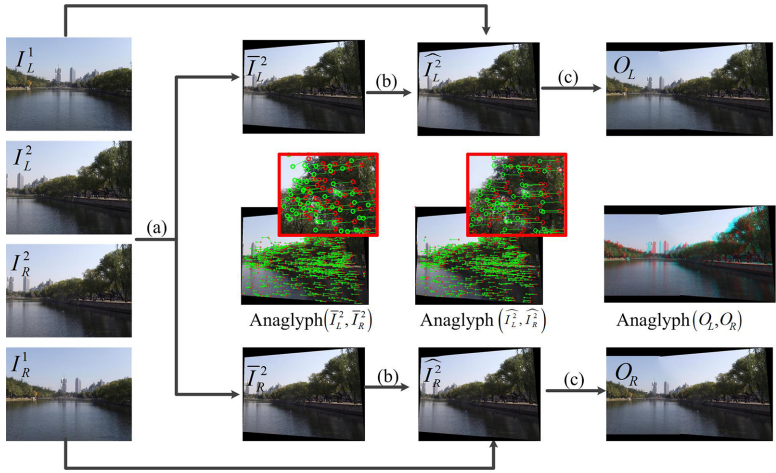 I_L^1
I_L^2
I_R^2
I_R^1
(a)
\overline{I}_L^2
(b)
\widehat{I_L^2}
(c)
O_L
Anaglyph(\overline{I}_L^2, \overline{I}_R^2)
Anaglyph (\widehat{I_L^2}, \widehat{I_R^2})
Anaglyph (O_L, O_R)
\overline{I}_R^2
(b)
\widehat{I_R^2}
(c)
O_R